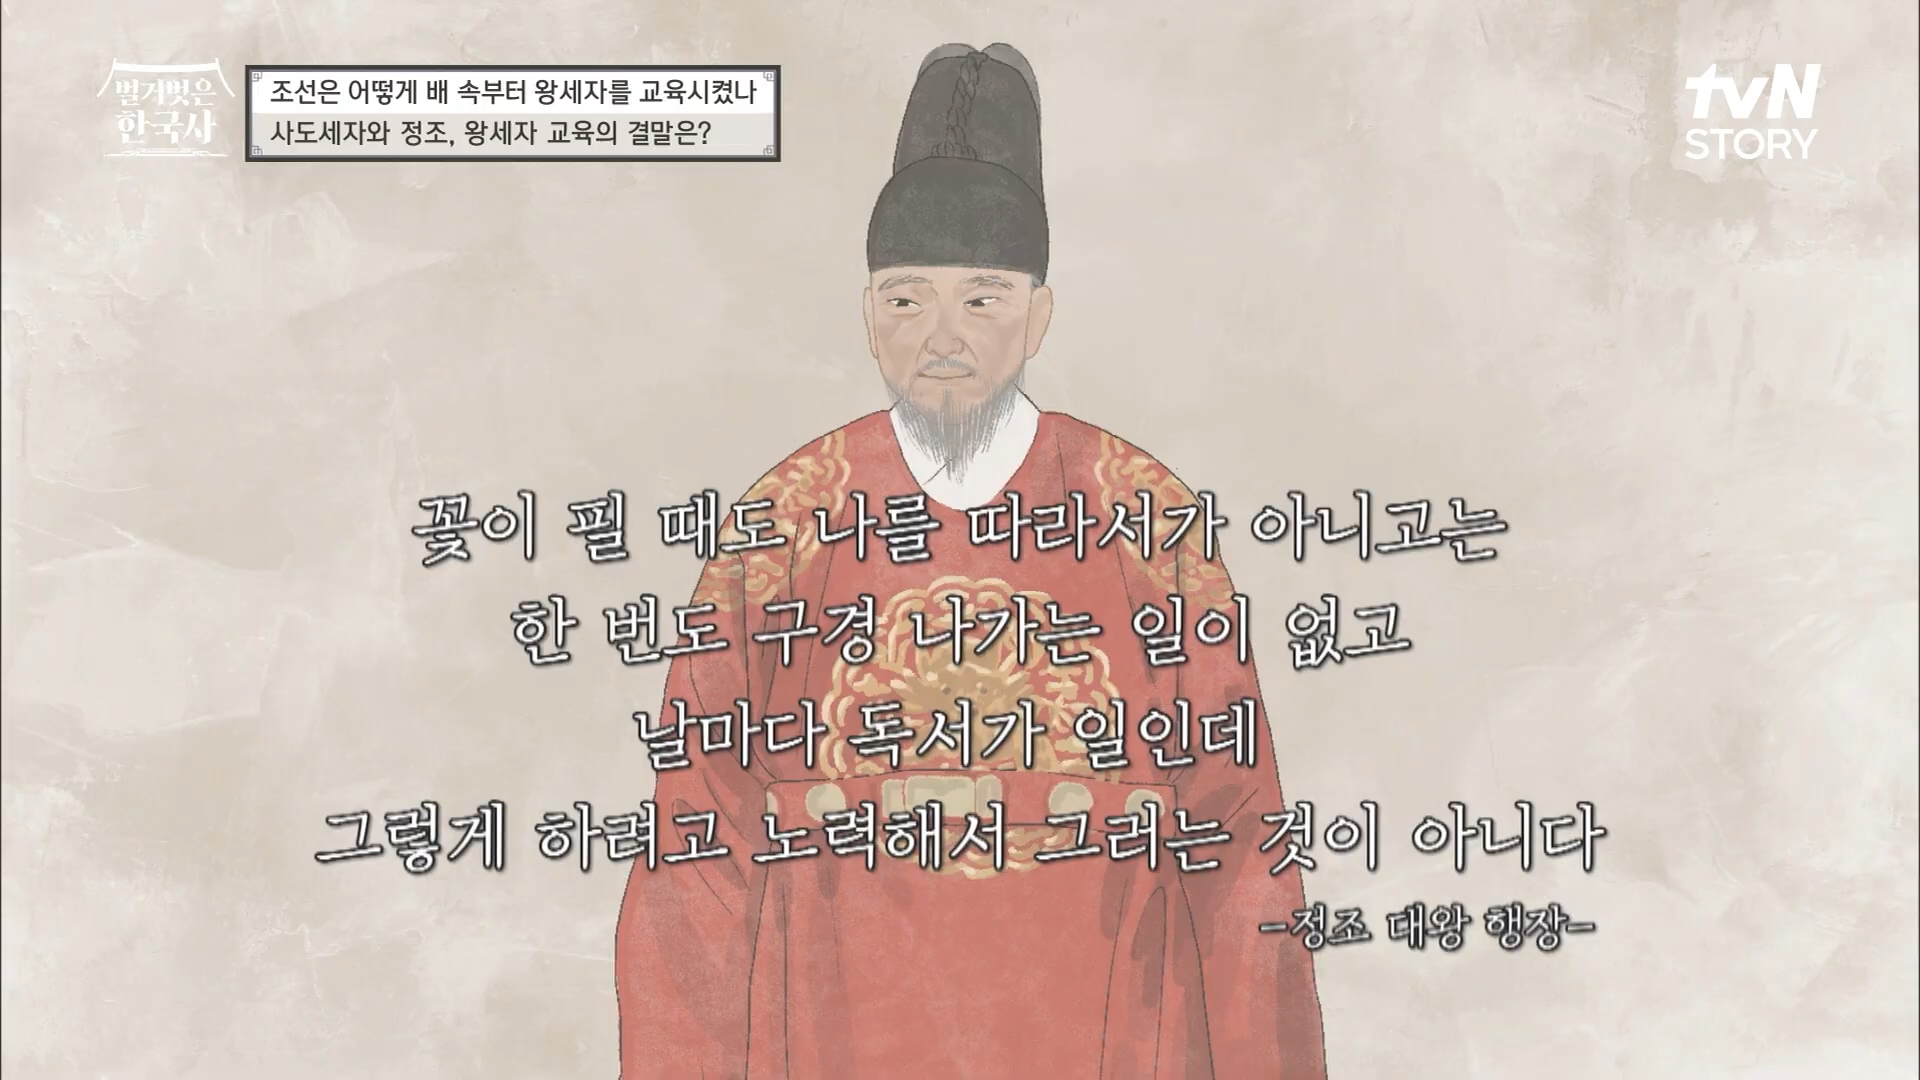 벌거벗은
한국사
조선은 어떻게 배 속부터 왕세자를 교육시켰나
사도세자와 정조, 왕세자 교육의 결말은?
tvN
STORY
꽃이 필 때도 나를 따라서가 아니고는
한 번도 구경 나가는 일이 없고
날마다 독서가 일인데
그렇게 하려고 노력해서 그러는 것이 아니다
-정조 대왕 행장-